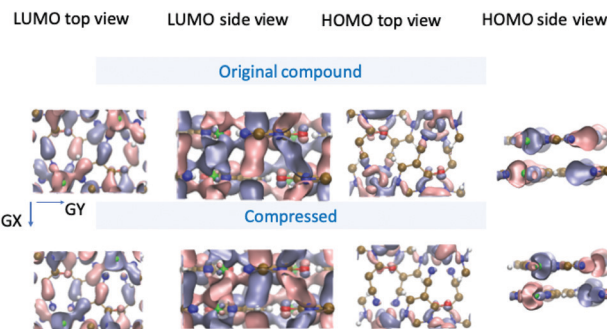 LUMO top view LUMO side view HOMO top view HOMO side view
Original compound
GX GY
Compressed